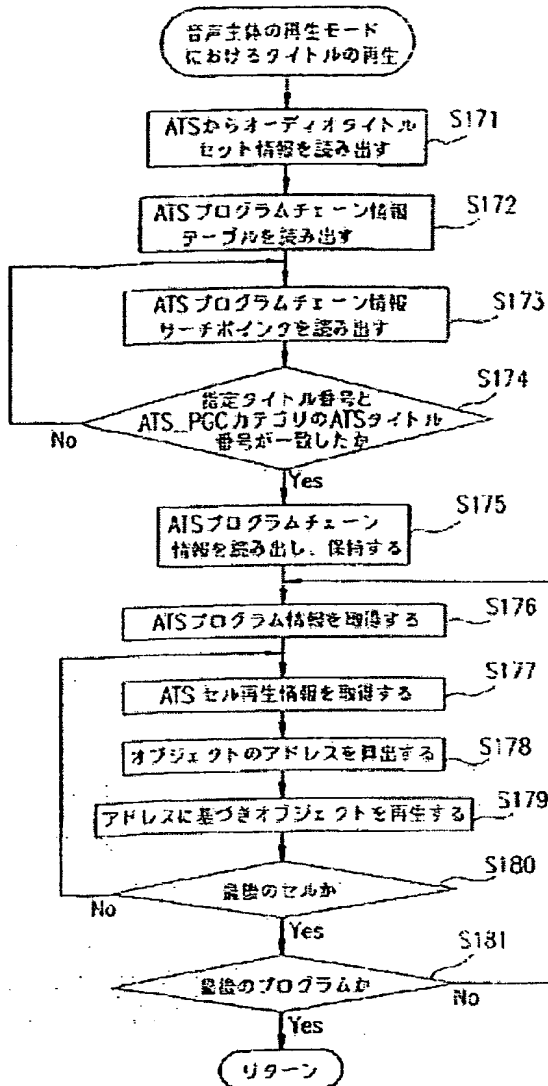 音声主体の再生モード
におけるタイトルの再生
ATSからオーディオタイトル
セット情報を読み出す
S171
ATSプログラムチェーン情報
テーブルを読み出す
S172
ATSプログラムチェーン情報
サーチポインタを読み出す
S173
指定タイトル番号と
ATS_PGCカテゴリのATSタイトル
番号が一致したか
S174
No
Yes
ATSプログラムチェーン
情報を読み出し、保持する
S175
ATSプログラム情報を取得する
S176
ATSセル再生情報を取得する
S177
オブジェクトのアドレスを算出する
S178
アドレスに基づきオブジェクトを再生する
S179
最後のセルか
S180
No
Yes
最後のプログラムか
S181
No
Yes
リターン